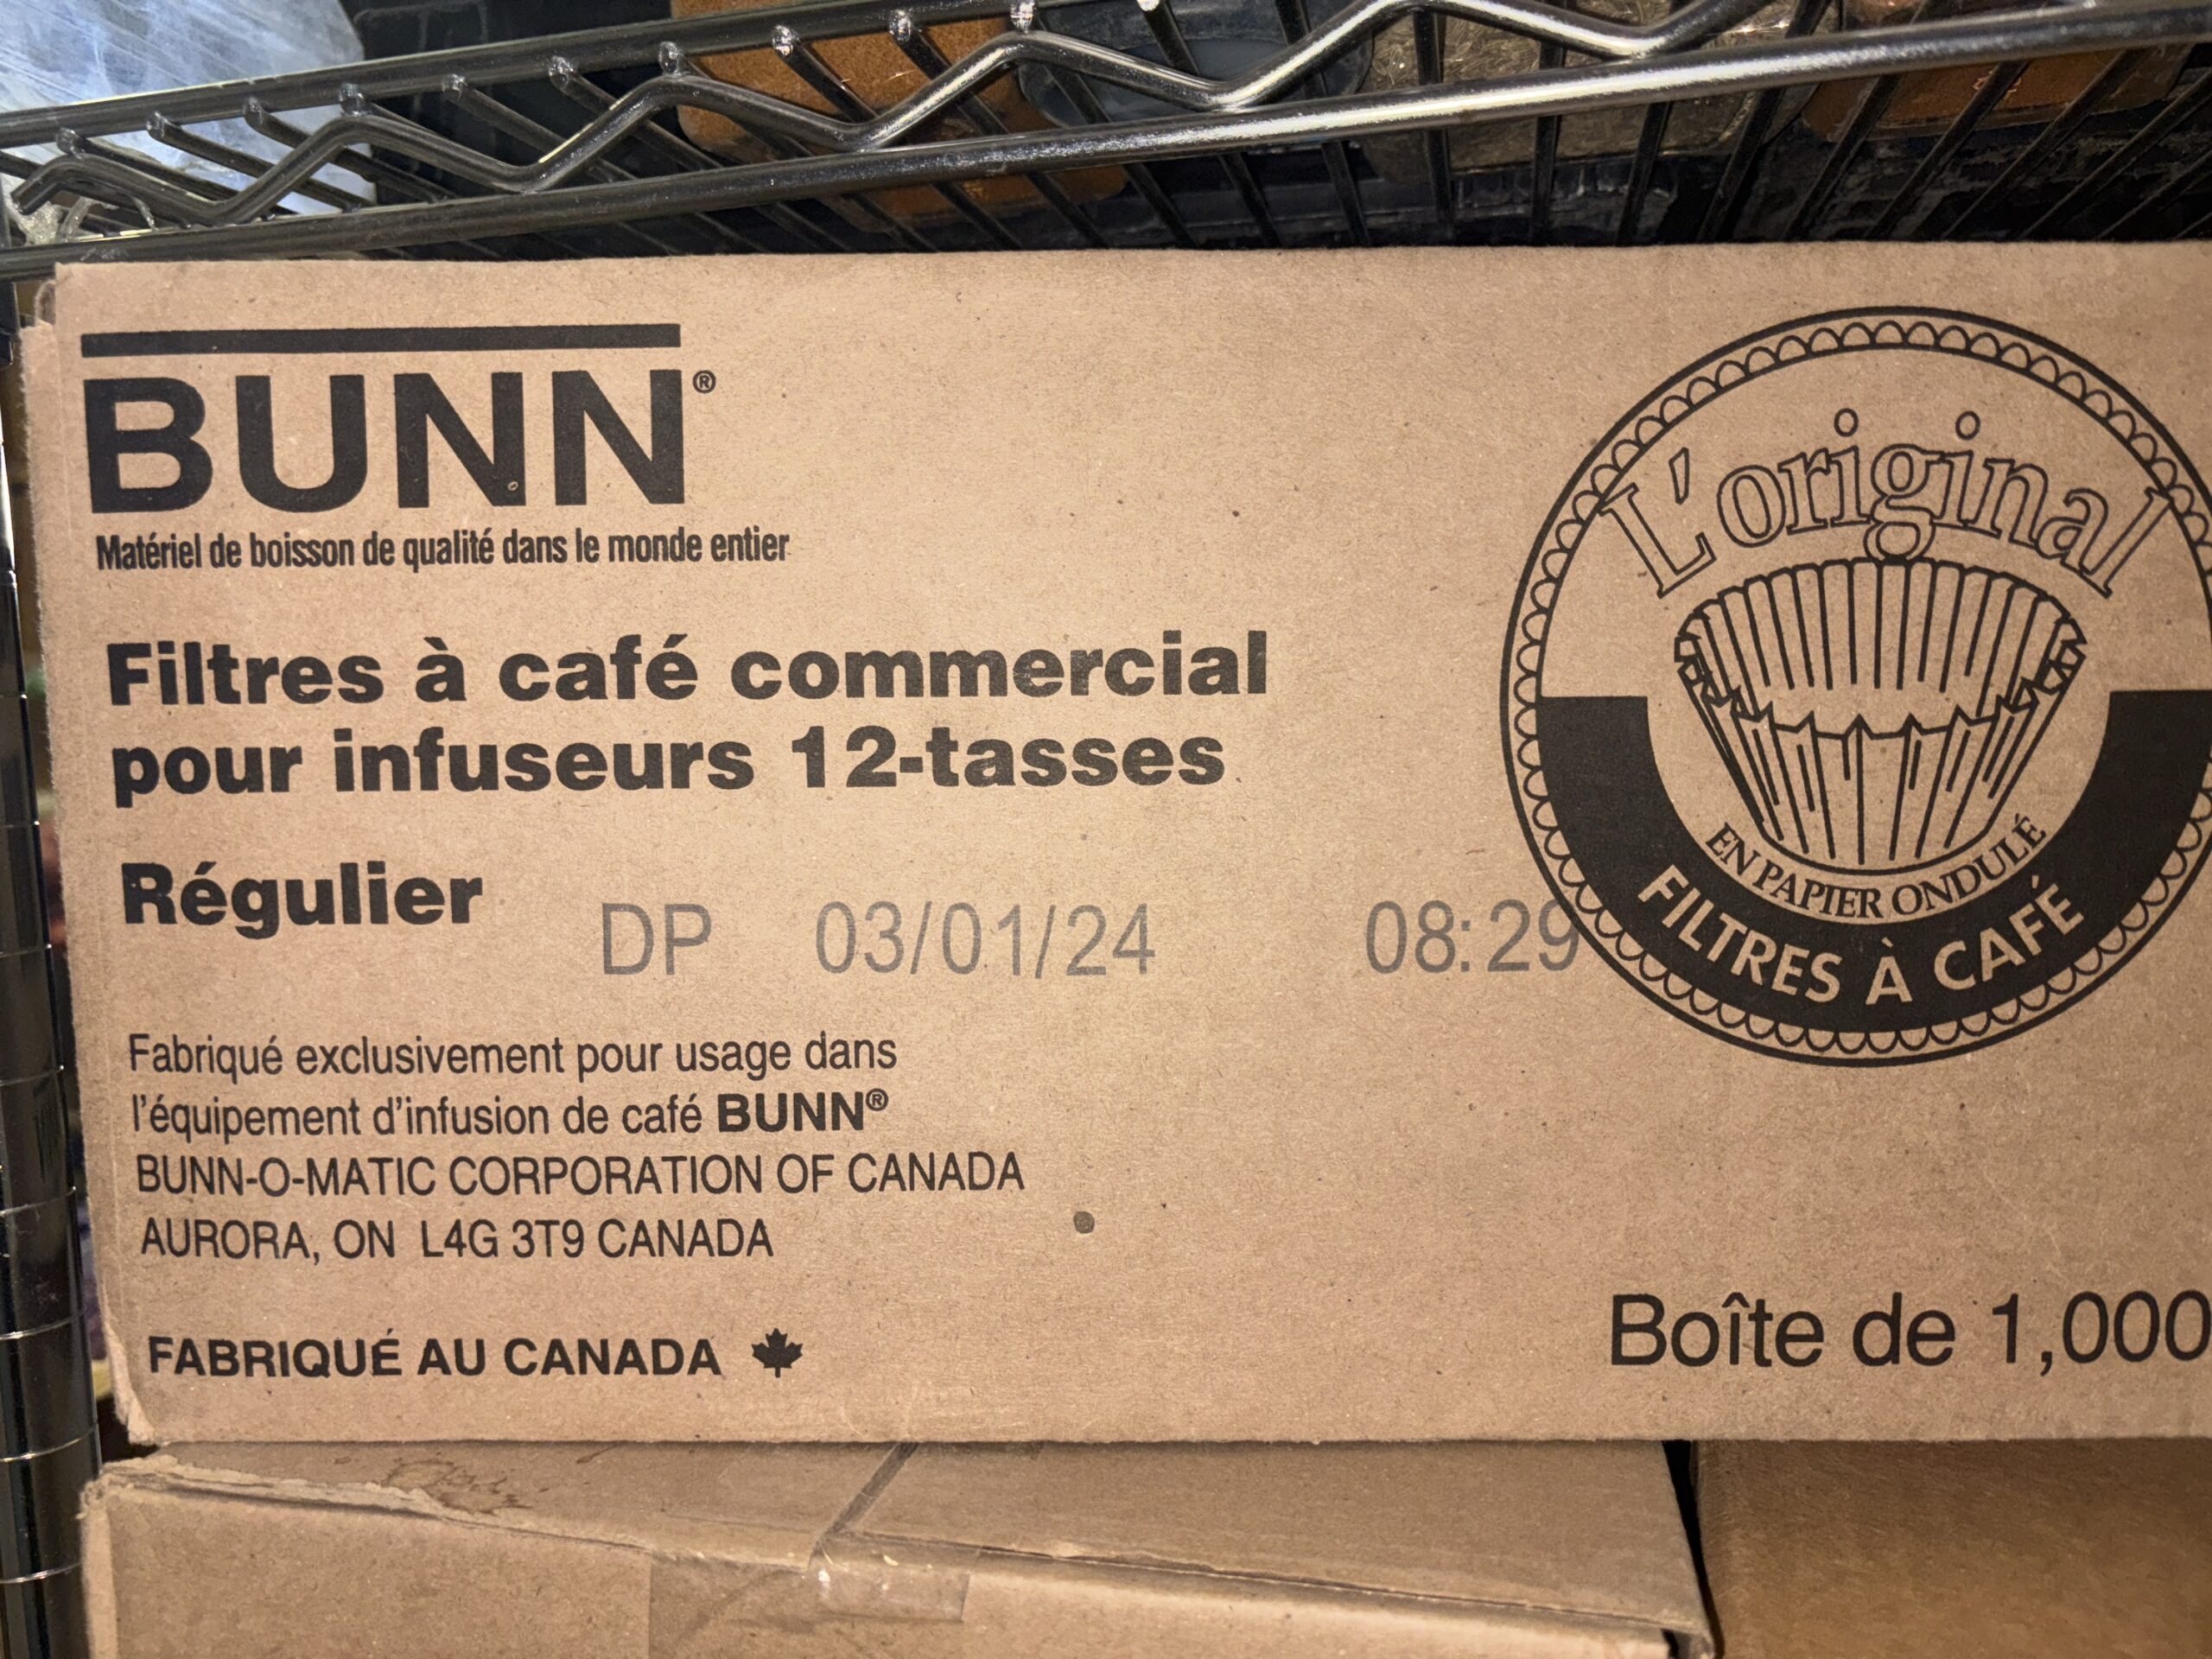 BUNN®
Matériel de boisson de qualité dans le monde entier
Filtres à café commercial
pour infuseurs 12-tasses
Régulier
DP 03/01/24 08:29
Fabriqué exclusivement pour usage dans
l'équipement d'infusion de café BUNN®
BUNN-O-MATIC CORPORATION OF CANADA
AURORA, ON L4G 3T9 CANADA
FABRIQUÉ AU CANADA
L'original
EN PAPIER ONDULÉ
FILTRES À CAFÉ
Boîte de 1,000